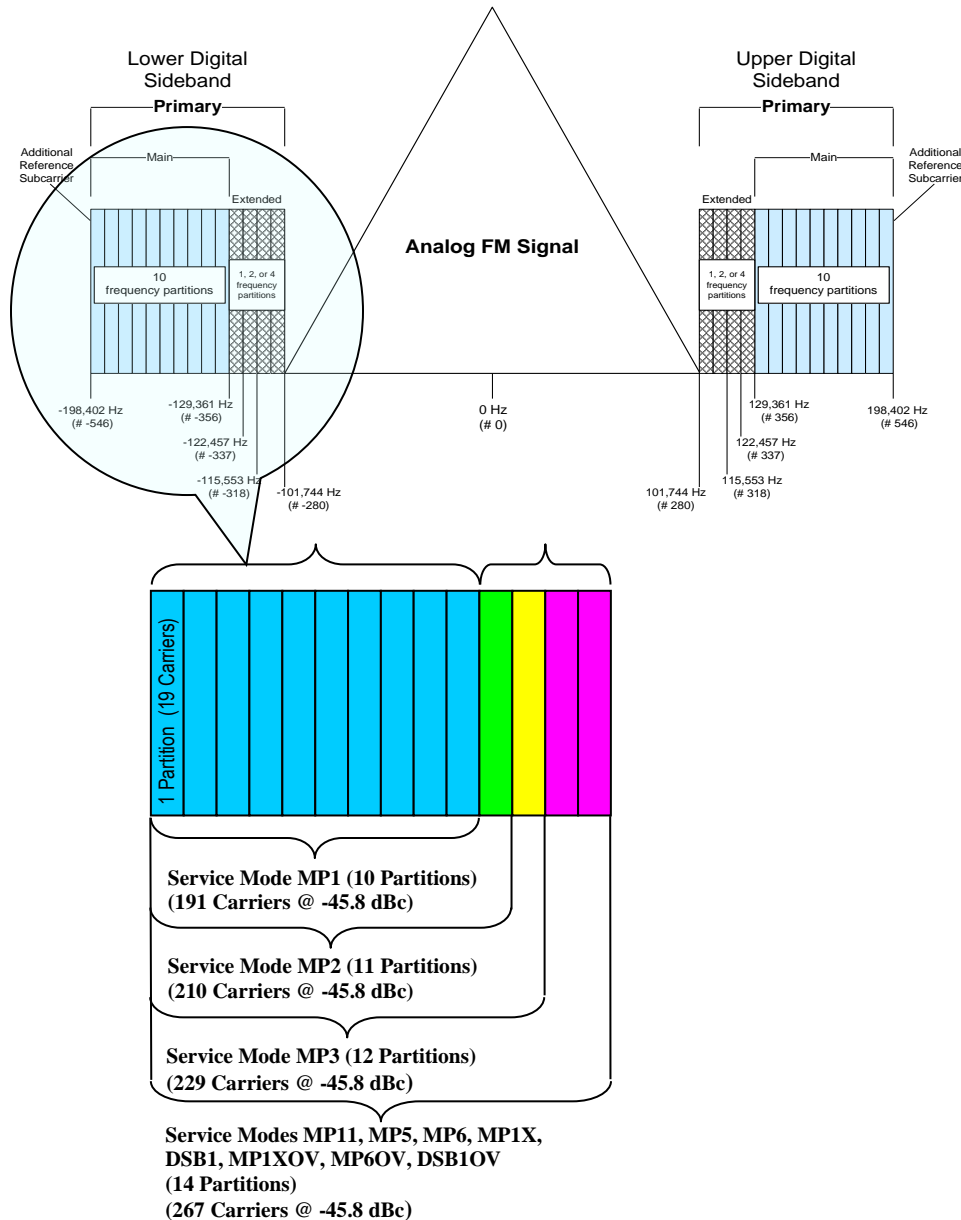 Lower Digital
Sideband
Primary
Upper Digital
Sideband
Primary
Additional
Reference
Subcarrier
Main
Extended
Extended
Main
Additional
Reference
Subcarrier
Analog FM Signal
10
frequency partitions
1, 2, or 4
frequency
partitions
1, 2, or 4
frequency
partitions
10
frequency partitions
-198,402 Hz
(# -546)
-129,361 Hz
(# -356)
-122,457 Hz
(# -337)
-115,553 Hz
(# -318)
-101,744 Hz
(# -280)
0 Hz
(# 0)
101,744 Hz
(# 280)
115,553 Hz
(# 318)
122,457 Hz
(# 337)
129,361 Hz
(# 356)
198,402 Hz
(# 546)
1 Partition (19 Carriers)
Service Mode MP1 (10 Partitions)
(191 Carriers @ -45.8 dBc)
Service Mode MP2 (11 Partitions)
(210 Carriers @ -45.8 dBc)
Service Mode MP3 (12 Partitions)
(229 Carriers @ -45.8 dBc)
Service Modes MP11, MP5, MP6, MP1X,
DSB1, MP1XOV, MP6OV, DSB1OV
(14 Partitions)
(267 Carriers @ -45.8 dBc)